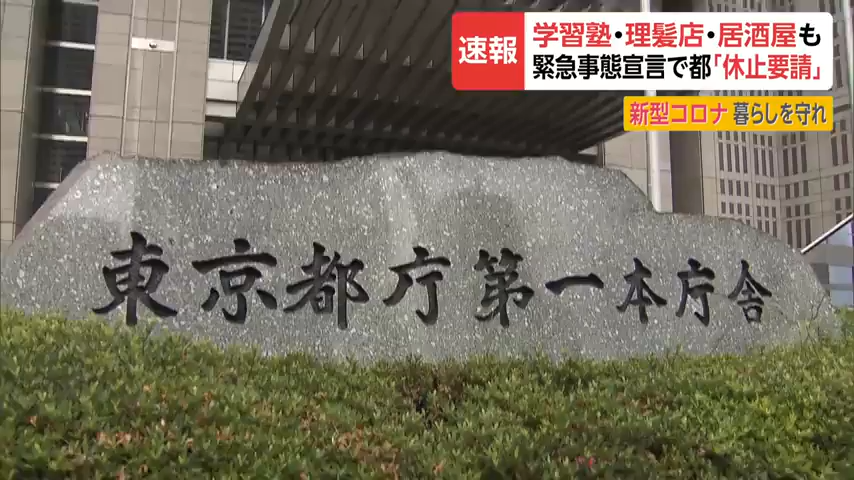 速報
学習塾・理髪店・居酒屋も
緊急事態宣言で都「休止要請」
新型コロナ 暮らしを守れ
東京都庁第一本庁舎